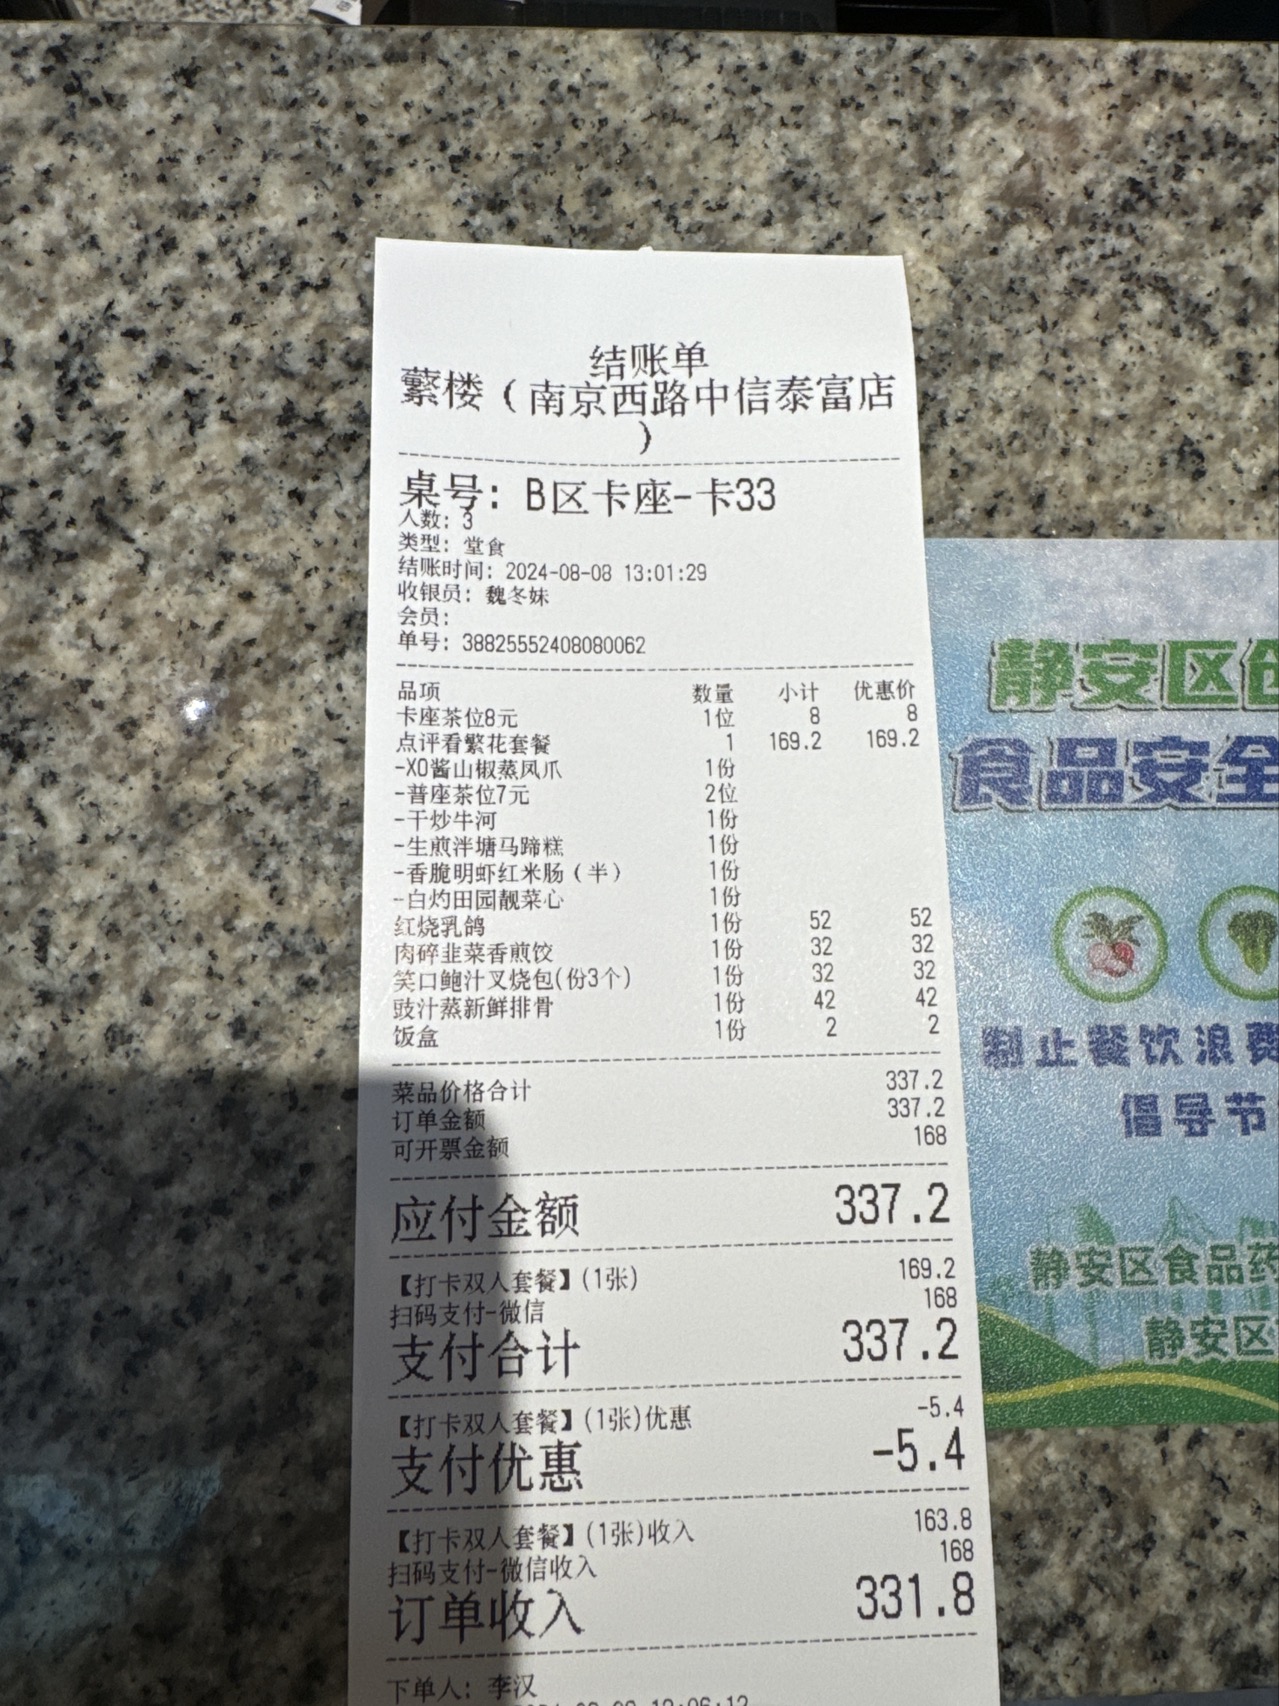 结账单
蘩楼（南京西路中信泰富店
）
桌号：B区卡座-卡33
人数：3
类型：堂食
结账时间：2024-08-08 13:01:29
收银员：魏冬妹
会员：
单号：38825552408080062
品项 数量 小计 优惠价
卡座茶位8元 1位 8 8
点评看繁花套餐 1 169.2 169.2
-XO酱山椒蒸凤爪 1份
-普座茶位7元 2位
-干炒牛河 1份
-生煎泮塘马蹄糕 1份
-香脆明虾红米肠（半） 1份
-白灼田园靓菜心 1份
红烧乳鸽 1份 52 52
肉碎韭菜香煎饺 1份 32 32
笑口鲍汁叉烧包(份3个) 1份 32 32
豉汁蒸新鲜排骨 1份 42 42
饭盒 1份 2 2
菜品价格合计 337.2
订单金额 337.2
可开票金额 168
应付金额 337.2
【打卡双人套餐】(1张) 169.2
扫码支付-微信 168
支付合计 337.2
【打卡双人套餐】(1张)优惠 -5.4
支付优惠 -5.4
【打卡双人套餐】(1张)收入 163.8
扫码支付-微信收入 168
订单收入 331.8
下单人：李汉
静安区创
食品安全
制止餐饮浪费
倡导节
静安区食品药
静安区